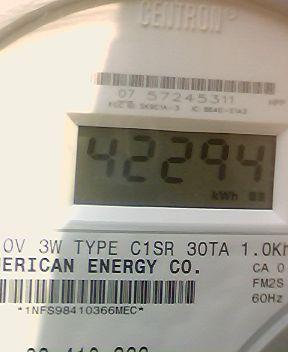 CENTRON®
07 57245311
42294
kWh
0V 3W TYPE C1SR 30TA 1.0Kh
ERICAN ENERGY CO.
CA 0
FM2S
60Hz
*1NFS98410366MEC*